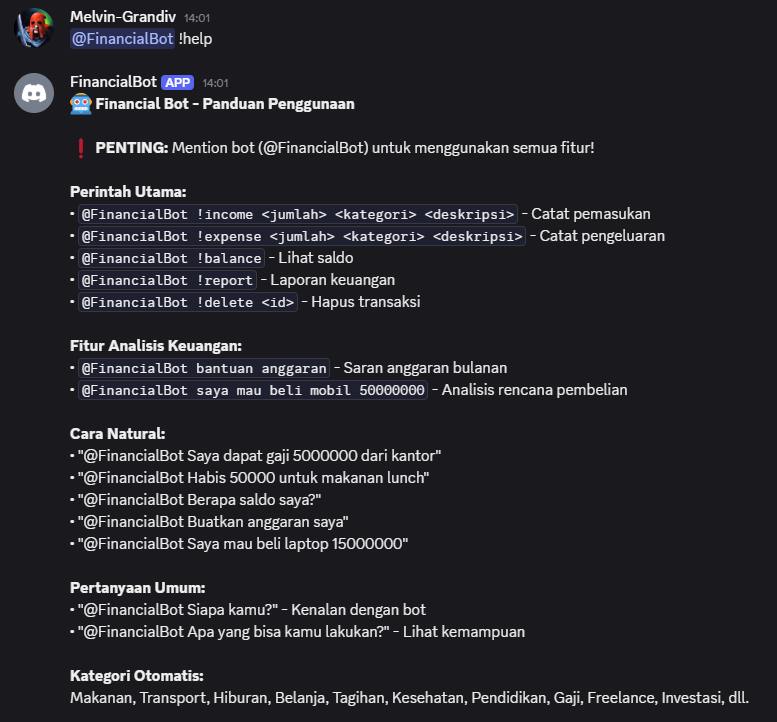 Melvin-Grandiv 14:01
@FinancialBot !help
FinancialBot APP 14:01
🤖 Financial Bot - Panduan Penggunaan
❗ PENTING: Mention bot (@FinancialBot) untuk menggunakan semua fitur!
Perintah Utama:
• @FinancialBot !income <jumlah> <kategori> <deskripsi> - Catat pemasukan
• @FinancialBot !expense <jumlah> <kategori> <deskripsi> - Catat pengeluaran
• @FinancialBot !balance - Lihat saldo
• @FinancialBot !report - Laporan keuangan
• @FinancialBot !delete <id> - Hapus transaksi
Fitur Analisis Keuangan:
• @FinancialBot bantuan anggaran - Saran anggaran bulanan
• @FinancialBot saya mau beli mobil 50000000 - Analisis rencana pembelian
Cara Natural:
• "@FinancialBot Saya dapat gaji 5000000 dari kantor"
• "@FinancialBot Habis 50000 untuk makanan lunch"
• "@FinancialBot Berapa saldo saya?"
• "@FinancialBot Buatkan anggaran saya"
• "@FinancialBot Saya mau beli laptop 15000000"
Pertanyaan Umum:
• "@FinancialBot Siapa kamu?" - Kenalan dengan bot
• "@FinancialBot Apa yang bisa kamu lakukan?" - Lihat kemampuan
Kategori Otomatis:
Makanan, Transport, Hiburan, Belanja, Tagihan, Kesehatan, Pendidikan, Gaji, Freelance, Investasi, dll.